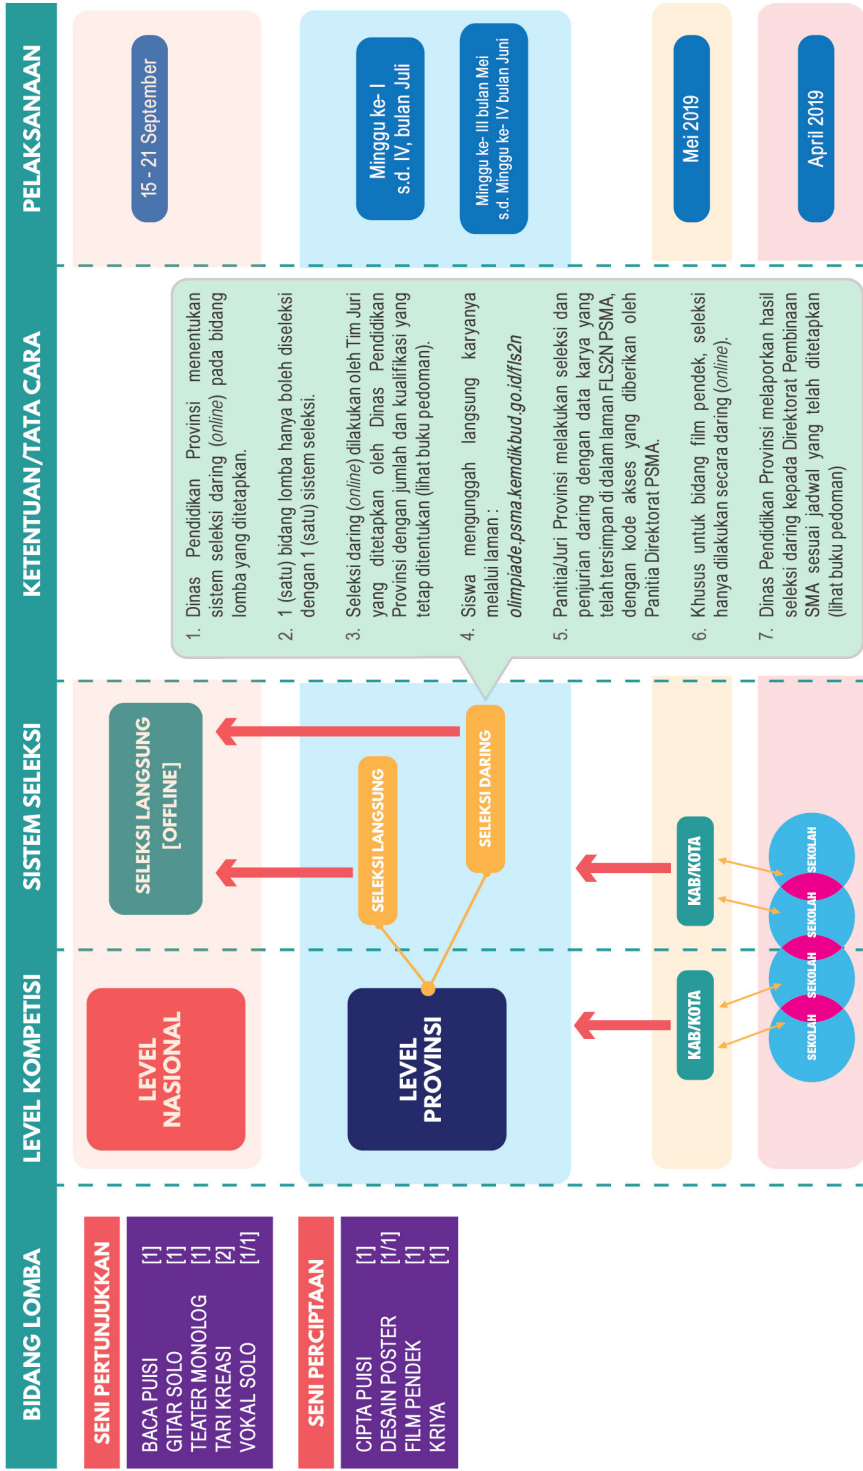 BIDANG LOMBA
LEVEL KOMPETISI
SISTEM SELEKSI
KETENTUAN/TATA CARA
PELAKSANAAN
SENI PERTUNJUKKAN
BACA PUISI [1]
GITAR SOLO [1]
TEATER MONOLOG [1]
TARI KREASI [2]
VOKAL SOLO [1/1]
SENI PERCIPTAAN
CIPTA PUISI [1]
DESAIN POSTER [1/1]
FILM PENDEK [1]
KRIYA [1]
LEVEL
NASIONAL
LEVEL
PROVINSI
KAB/KOTA
SEKOLAH
SEKOLAH
SELEKSI LANGSUNG
[OFFLINE]
SELEKSI LANGSUNG
SELEKSI DARING
KAB/KOTA
SEKOLAH
SEKOLAH
1. Dinas Pendidikan Provinsi menentukan
sistem seleksi daring (online) pada bidang
lomba yang ditetapkan.
2. 1 (satu) bidang lomba hanya boleh diseleksi
dengan 1 (satu) sistem seleksi.
3. Seleksi daring (online) dilakukan oleh Tim Juri
yang ditetapkan oleh Dinas Pendidikan
Provinsi dengan jumlah dan kualifikasi yang
tetap ditentukan (lihat buku pedoman).
4. Siswa mengunggah langsung karyanya
melalui laman :
olimpiade.psma.kemdikbud.go.id/fls2n
5. Panitia/Juri Provinsi melakukan seleksi dan
penjurian daring dengan data karya yang
telah tersimpan di dalam laman FLS2N PSMA,
dengan kode akses yang diberikan oleh
Panitia Direktorat PSMA.
6. Khusus untuk bidang film pendek, seleksi
hanya dilakukan secara daring (online).
7. Dinas Pendidikan Provinsi melaporkan hasil
seleksi daring kepada Direktorat Pembinaan
SMA sesuai jadwal yang telah ditetapkan
(lihat buku pedoman)
15 - 21 September
Minggu ke- I
s.d. IV, bulan Juli
Minggu ke- III bulan Mei
s.d. Minggu ke- IV bulan Juni
Mei 2019
April 2019